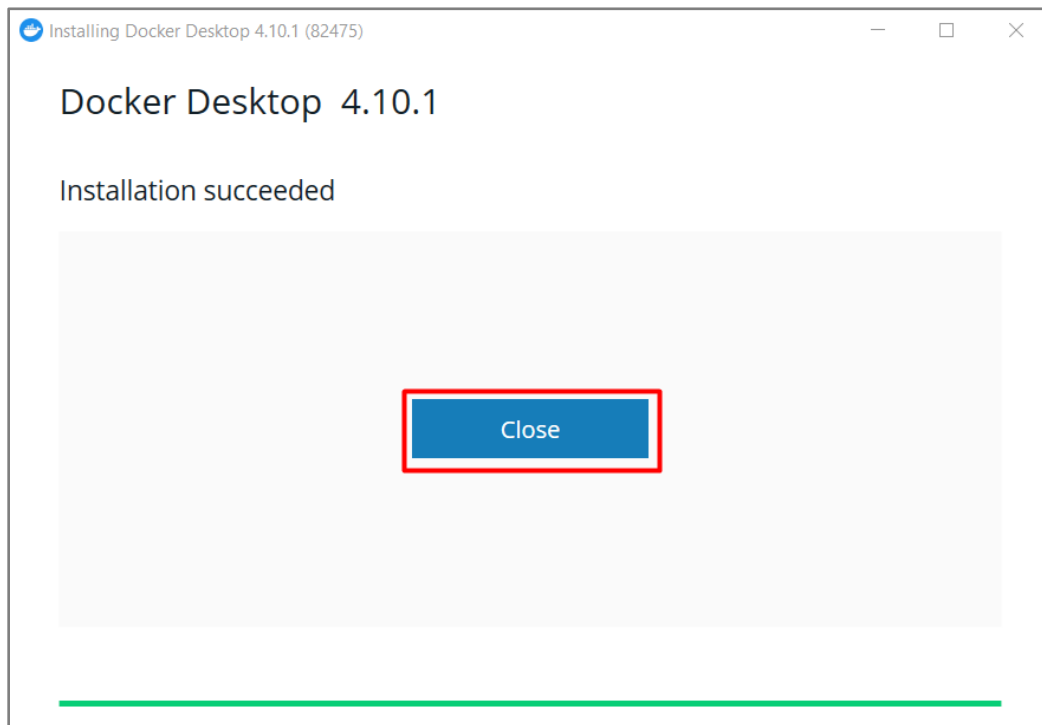 Installing Docker Desktop 4.10.1 (82475)
Docker Desktop 4.10.1
Installation succeeded
Close